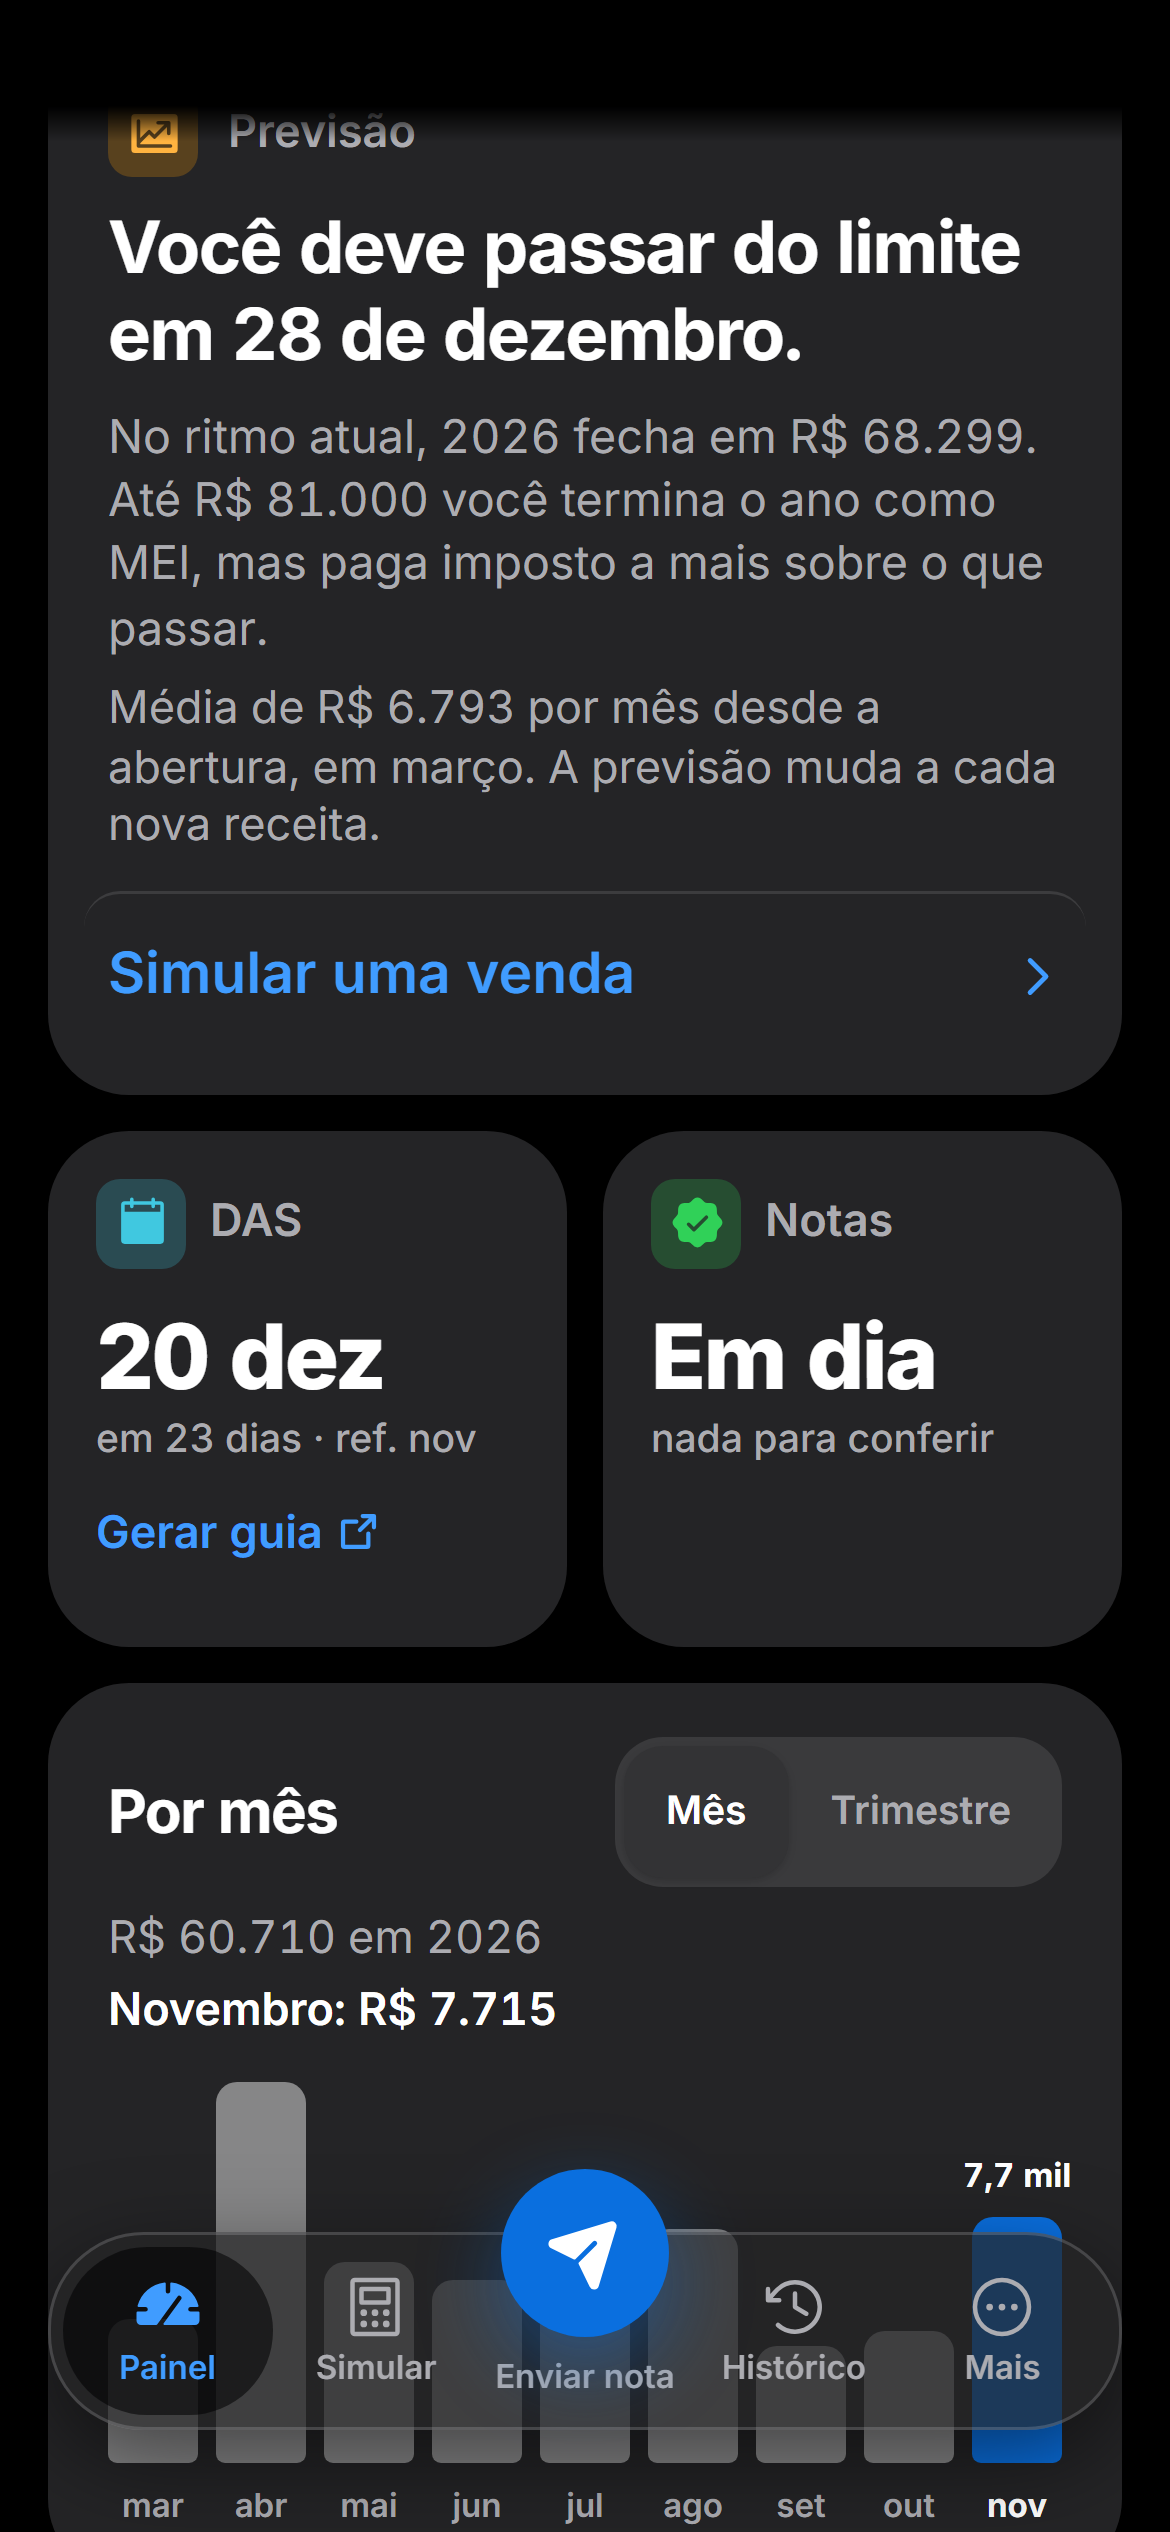 Previsão
Você deve passar do limite
em 28 de dezembro.
No ritmo atual, 2026 fecha em R$ 68.299.
Até R$ 81.000 você termina o ano como
MEI, mas paga imposto a mais sobre o que
passar.
Média de R$ 6.793 por mês desde a
abertura, em março. A previsão muda a cada
nova receita.
Simular uma venda
DAS
20 dez
em 23 dias · ref. nov
Gerar guia
Notas
Em dia
nada para conferir
Por mês
Mês
Trimestre
R$ 60.710 em 2026
Novembro: R$ 7.715
7,7 mil
Painel
Simular
Enviar nota
Histórico
Mais
mar
abr
mai
jun
jul
ago
set
out
nov